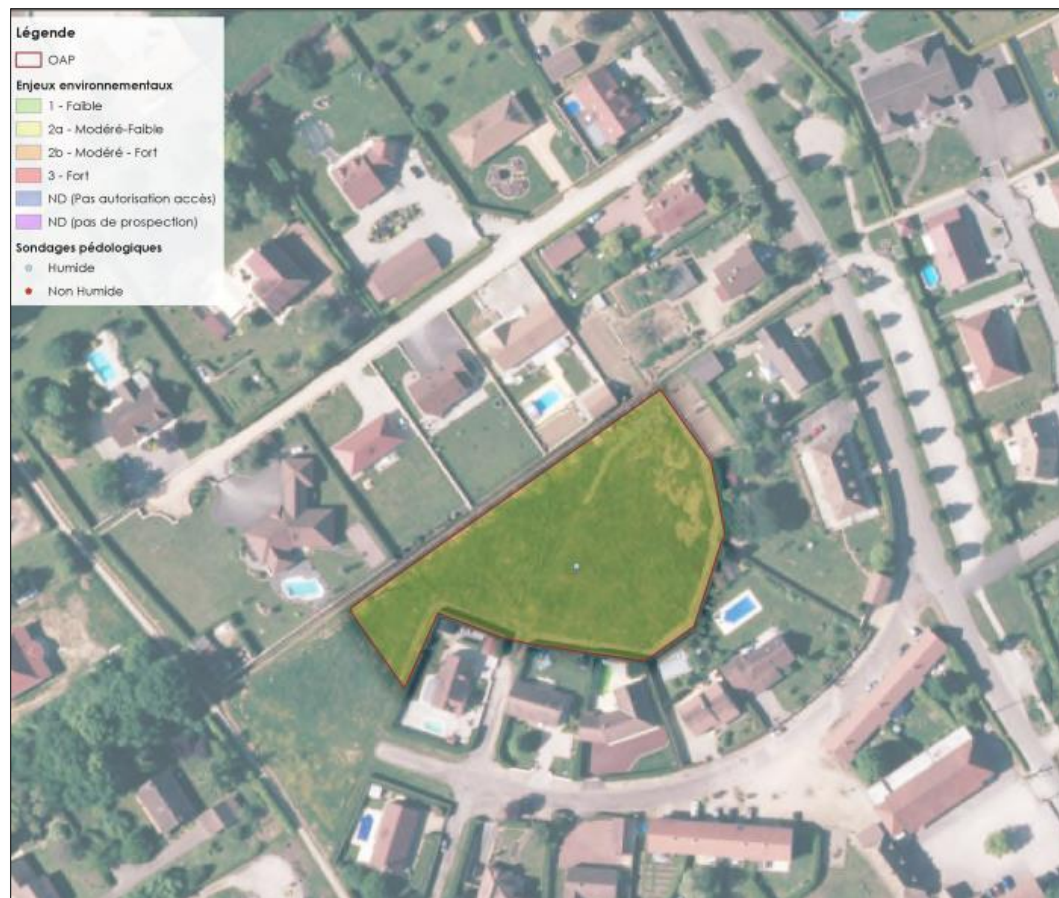 Légende
OAP
Enjeux environnementaux
1 - Faible
2a - Modéré-Faible
2b - Modéré - Fort
3 - Fort
ND (Pas autorisation accès)
ND (pas de prospection)
Sondages pédologiques
Humide
Non Humide